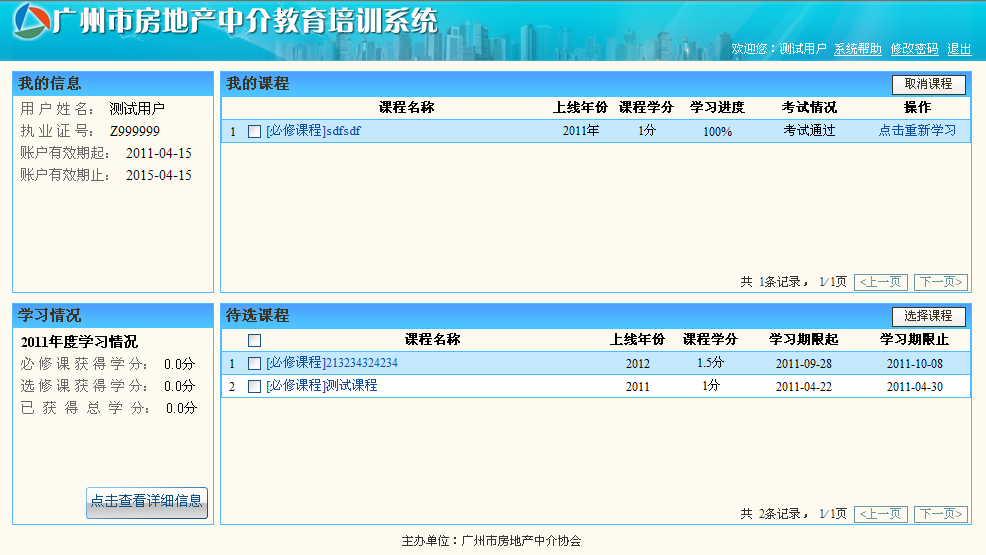 广州市房地产中介教育培训系统
欢迎您：测试用户 系统帮助 修改密码 退出
我的信息
用户姓名： 测试用户
执业证号： Z999999
账户有效期起： 2011-04-15
账户有效期止： 2015-04-15
我的课程 取消课程
课程名称 上线年份 课程学分 学习进度 考试情况 操作
1 [必修课程]sdfsdf 2011年 1分 100% 考试通过 点击重新学习
共 1条记录， 1/1页 <上一页 下一页>
学习情况
2011年度学习情况
必修课获得学分： 0.0分
选修课获得学分： 0.0分
已获得总学分： 0.0分
点击查看详细信息
待选课程 选择课程
课程名称 上线年份 课程学分 学习期限起 学习期限止
1 [必修课程]213234324234 2012 1.5分 2011-09-28 2011-10-08
2 [必修课程]测试课程 2011 1分 2011-04-22 2011-04-30
共 2条记录， 1/1页 <上一页 下一页>
主办单位：广州市房地产中介协会